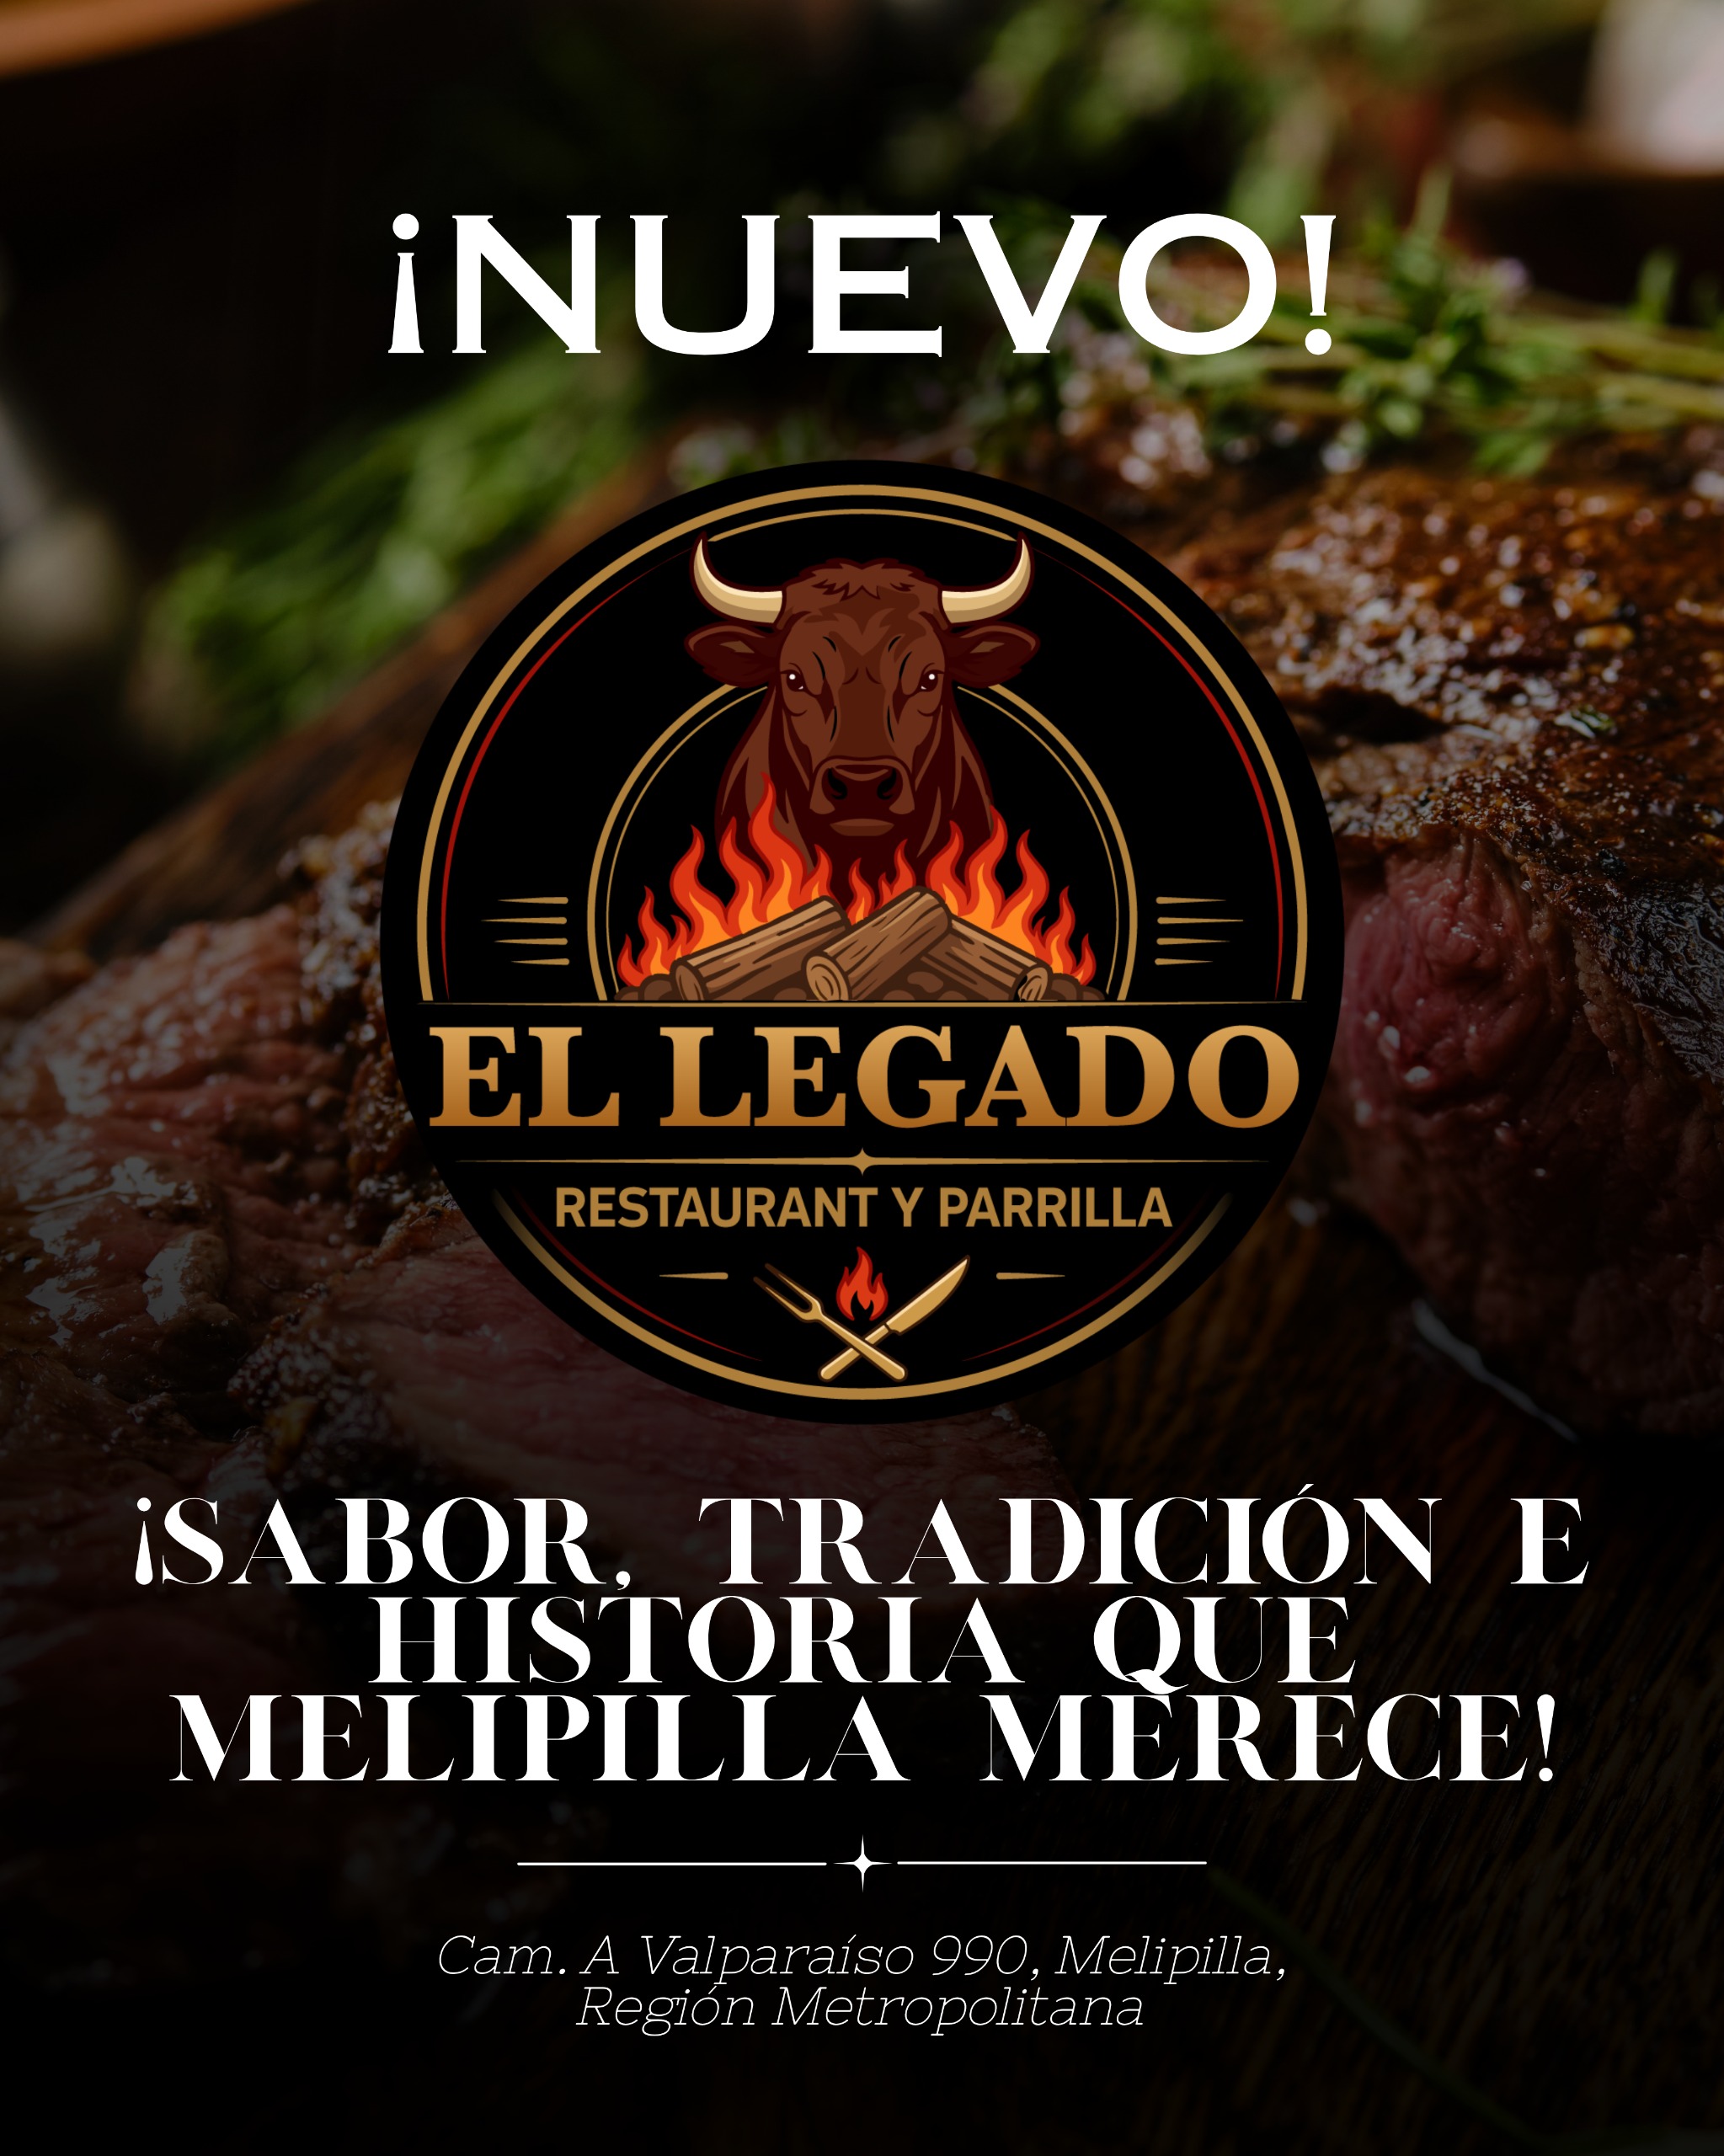 ¡NUEVO!
EL LEGADO
RESTAURANT Y PARRILLA
¡SABOR, TRADICIÓN E
HISTORIA QUE
MELIPILLA MERECE!
Cam. A Valparaíso 990, Melipilla,
Región Metropolitana